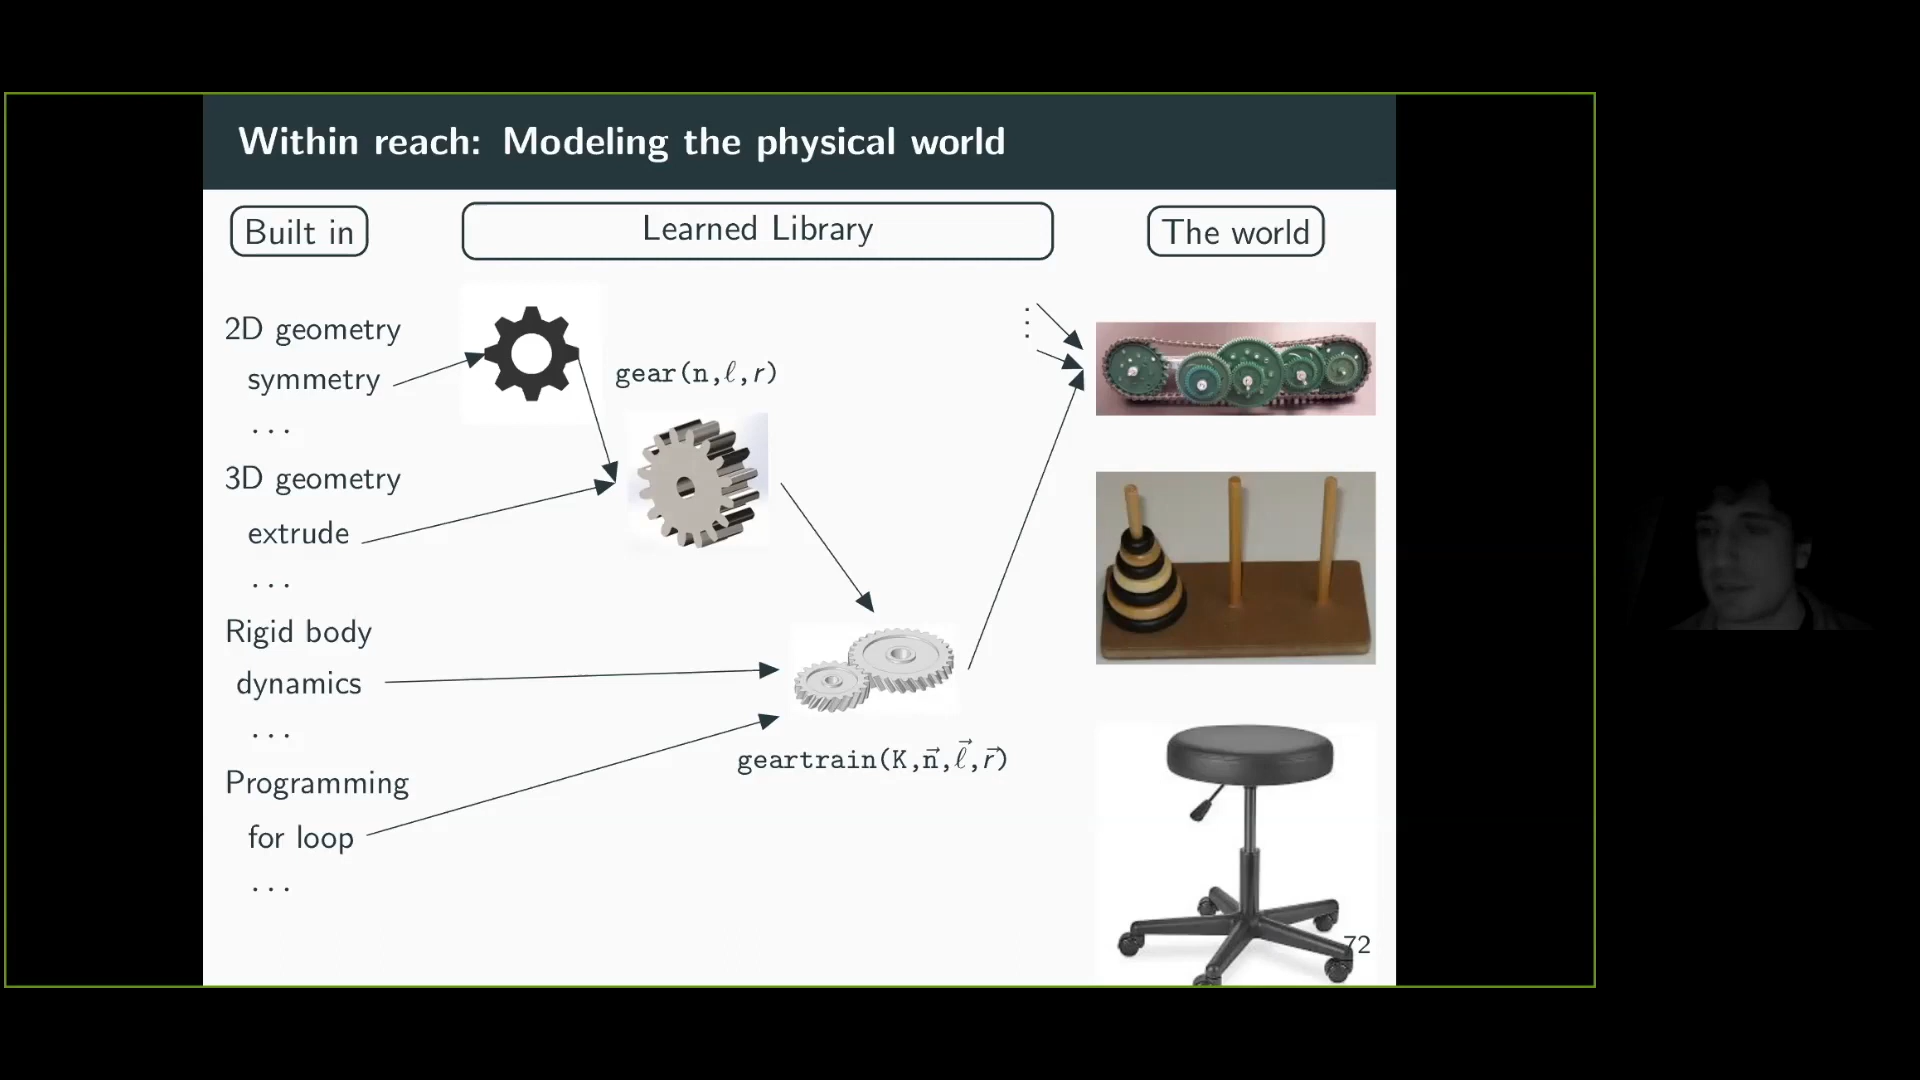 Within reach: Modeling the physical world
Built in
Learned Library
The world
2D geometry
symmetry
...
gear(n,ℓ,r)
3D geometry
extrude
...
Rigid body
dynamics
...
geartrain(K,n⃗,ℓ⃗,r⃗)
Programming
for loop
...
72